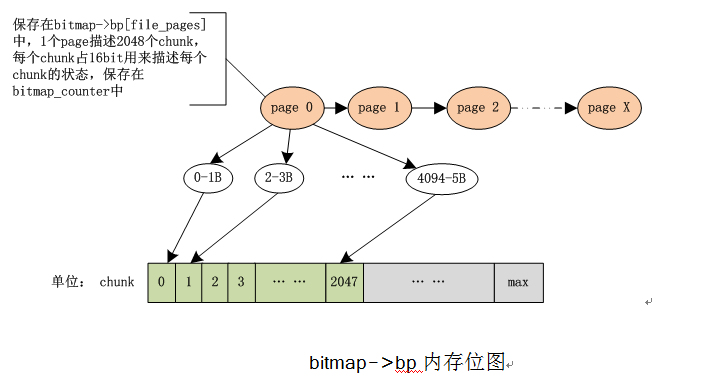 保存在bitmap->bp[file_pages]
中，1个page描述2048个chunk，
每个chunk占16bit用来描述每个
chunk的状态，保存在
bitmap_counter中
page 0
page 1
page 2
page X
0-1B
2-3B
… …
4094-5B
单位： chunk
0
1
2
3
… …
2047
… …
max
bitmap->bp 内存位图